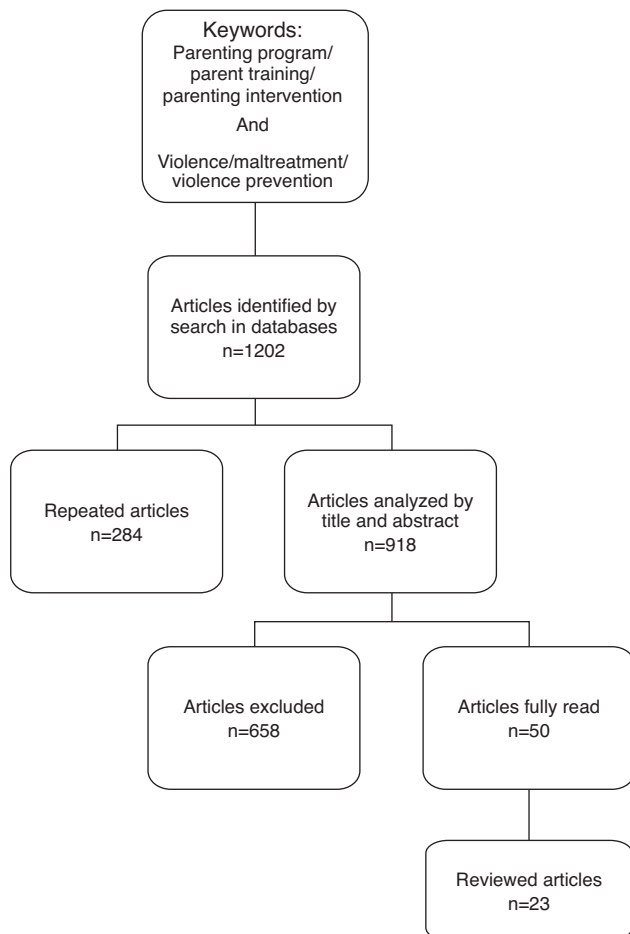 Keywords:
Parenting program/
parent training/
parenting intervention
And
Violence/maltreatment/
violence prevention
Articles identified by
search in databases
n=1202
Repeated articles
n=284
Articles analyzed by
title and abstract
n=918
Articles excluded
n=658
Articles fully read
n=50
Reviewed articles
n=23